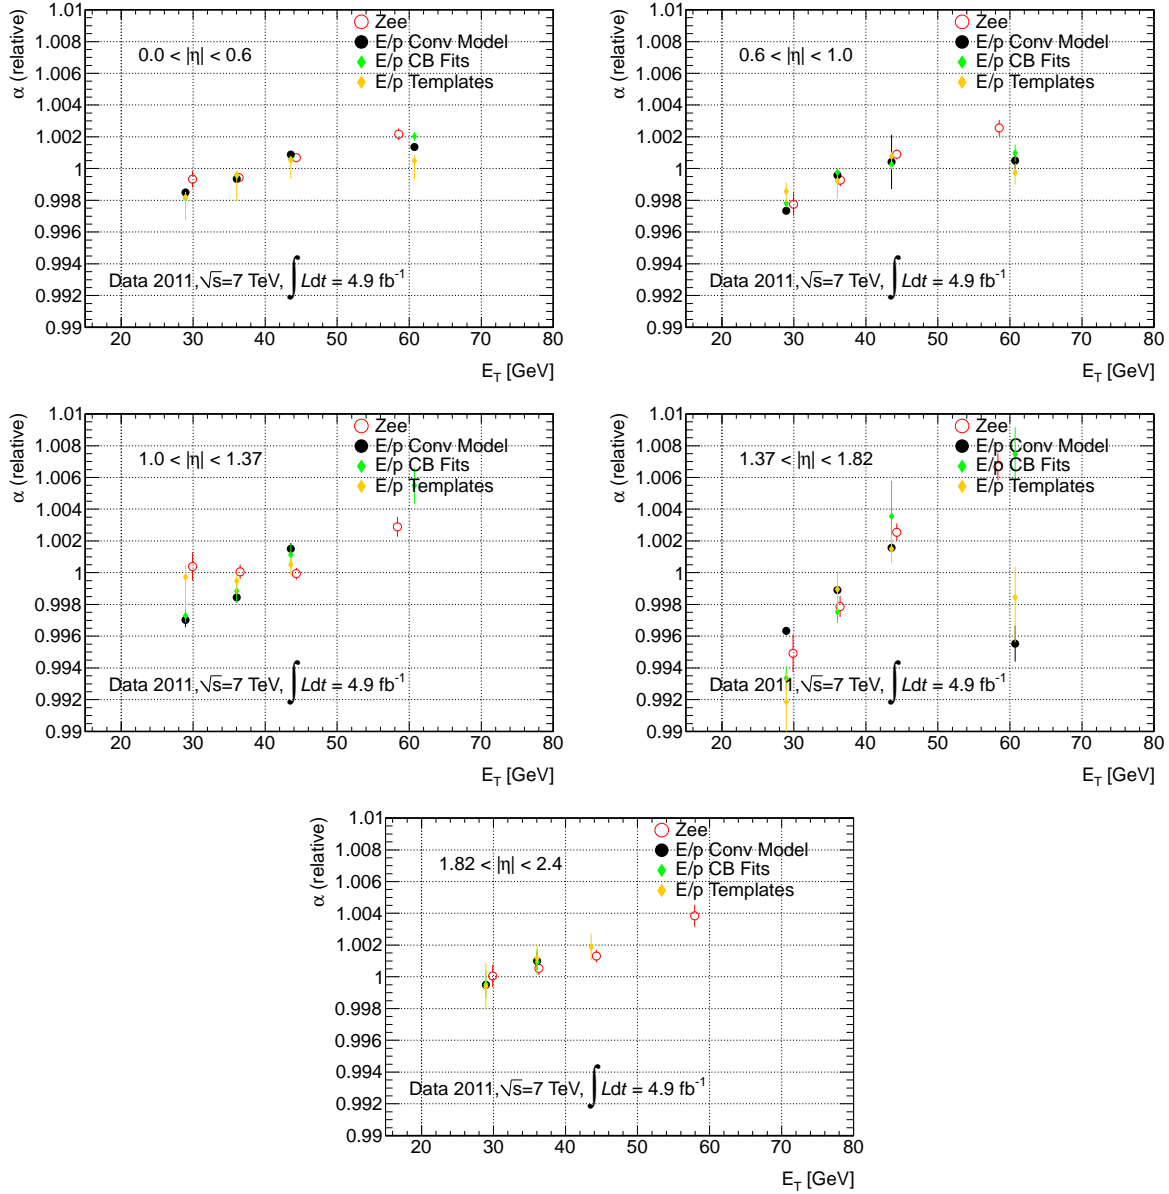 α (relative)
1.01
1.008
1.006
1.004
1.002
1
0.998
0.996
0.994
0.992
0.99
0.0 < |η| < 0.6
Zee
E/p Conv Model
E/p CB Fits
E/p Templates
Data 2011,√s=7 TeV, ∫ Ldt = 4.9 fb⁻¹
20 30 40 50 60 70 80
E_T [GeV]
α (relative)
1.01
1.008
1.006
1.004
1.002
1
0.998
0.996
0.994
0.992
0.99
0.6 < |η| < 1.0
Zee
E/p Conv Model
E/p CB Fits
E/p Templates
Data 2011,√s=7 TeV, ∫ Ldt = 4.9 fb⁻¹
20 30 40 50 60 70 80
E_T [GeV]
α (relative)
1.01
1.008
1.006
1.004
1.002
1
0.998
0.996
0.994
0.992
0.99
1.0 < |η| < 1.37
Zee
E/p Conv Model
E/p CB Fits
E/p Templates
Data 2011,√s=7 TeV, ∫ Ldt = 4.9 fb⁻¹
20 30 40 50 60 70 80
E_T [GeV]
α (relative)
1.01
1.008
1.006
1.004
1.002
1
0.998
0.996
0.994
0.992
0.99
1.37 < |η| < 1.82
Zee
E/p Conv Model
E/p CB Fits
E/p Templates
Data 2011,√s=7 TeV, ∫ Ldt = 4.9 fb⁻¹
20 30 40 50 60 70 80
E_T [GeV]
α (relative)
1.01
1.008
1.006
1.004
1.002
1
0.998
0.996
0.994
0.992
0.99
1.82 < |η| < 2.4
Zee
E/p Conv Model
E/p CB Fits
E/p Templates
Data 2011,√s=7 TeV, ∫ Ldt = 4.9 fb⁻¹
20 30 40 50 60 70 80
E_T [GeV]